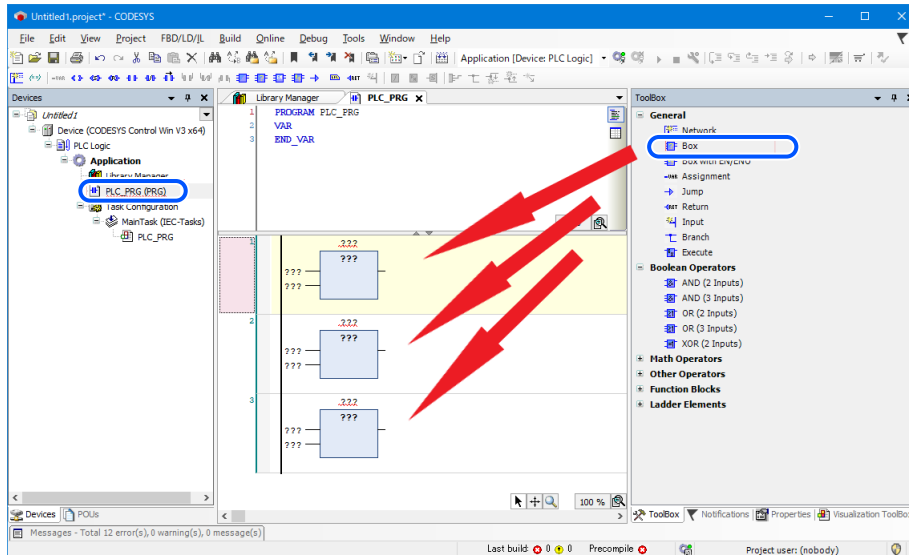 Untitled1.project* - CODESYS
File Edit View Project FBD/LD/IL Build Online Debug Tools Window Help
Application [Device: PLC Logic]
Devices
Untitled1
Device (CODESYS Control Win V3 x64)
PLC Logic
Application
Library Manager
PLC_PRG (PRG)
Task Configuration
MainTask (IEC-Tasks)
PLC_PRG
Devices POUs
Library Manager PLC_PRG
1 PROGRAM PLC_PRG
2 VAR
3 END_VAR
1
???
???
???
???
2
???
???
???
???
3
???
???
???
???
100 %
ToolBox
General
Network
Box
Box with EN/ENO
Assignment
Jump
Return
Input
Branch
Execute
Boolean Operators
AND (2 Inputs)
AND (3 Inputs)
OR (2 Inputs)
OR (3 Inputs)
XOR (2 Inputs)
Math Operators
Other Operators
Function Blocks
Ladder Elements
ToolBox Notifications Properties Visualization ToolBo
Messages - Total 12 error(s), 0 warning(s), 0 message(s)
Last build: 0 0 Precompile Project user: (nobody)